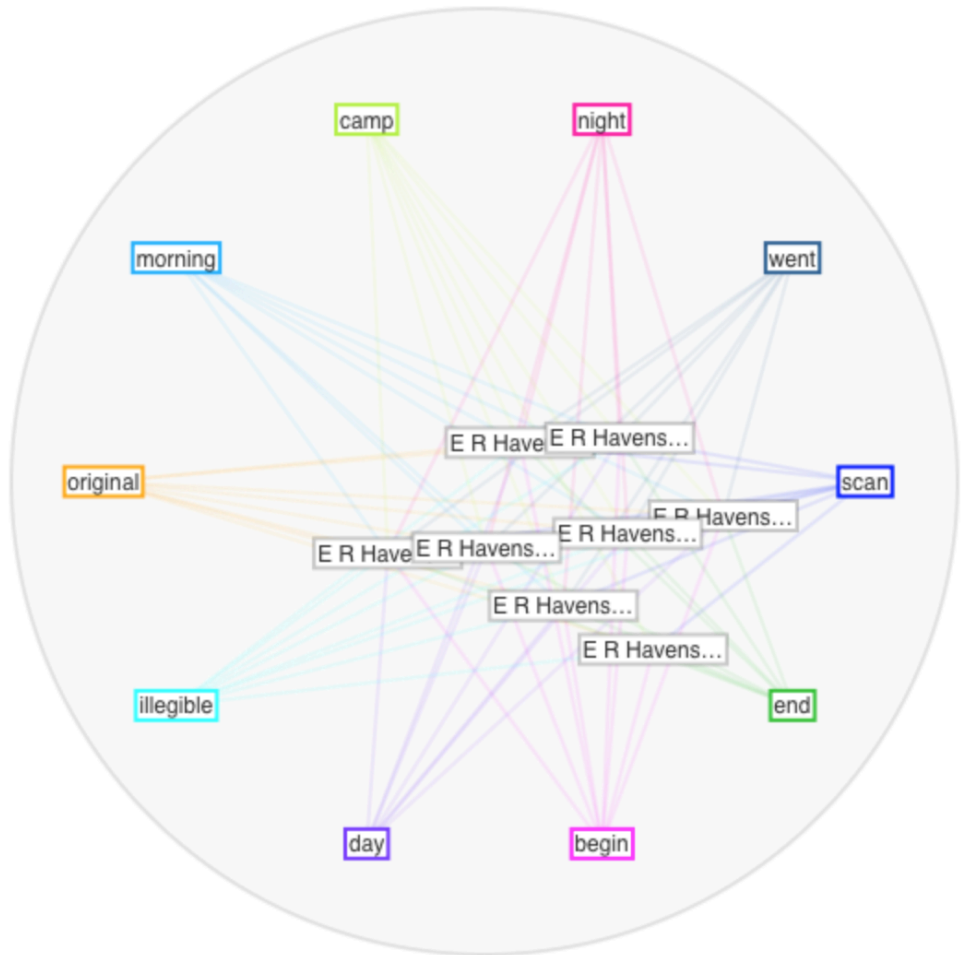 camp
night
morning
went
E R Have
E R Havens...
original
scan
E R Havens...
E R Havens...
E R Have
E R Havens...
E R Havens...
E R Havens...
illegible
end
day
begin